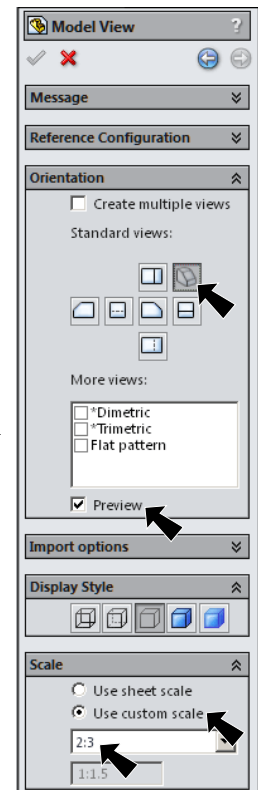 Model View ?
Message
Reference Configuration
Orientation
Create multiple views
Standard views:
More views:
*Dimetric
*Trimetric
Flat pattern
Preview
Import options
Display Style
Scale
Use sheet scale
Use custom scale
2:3
1:1.5